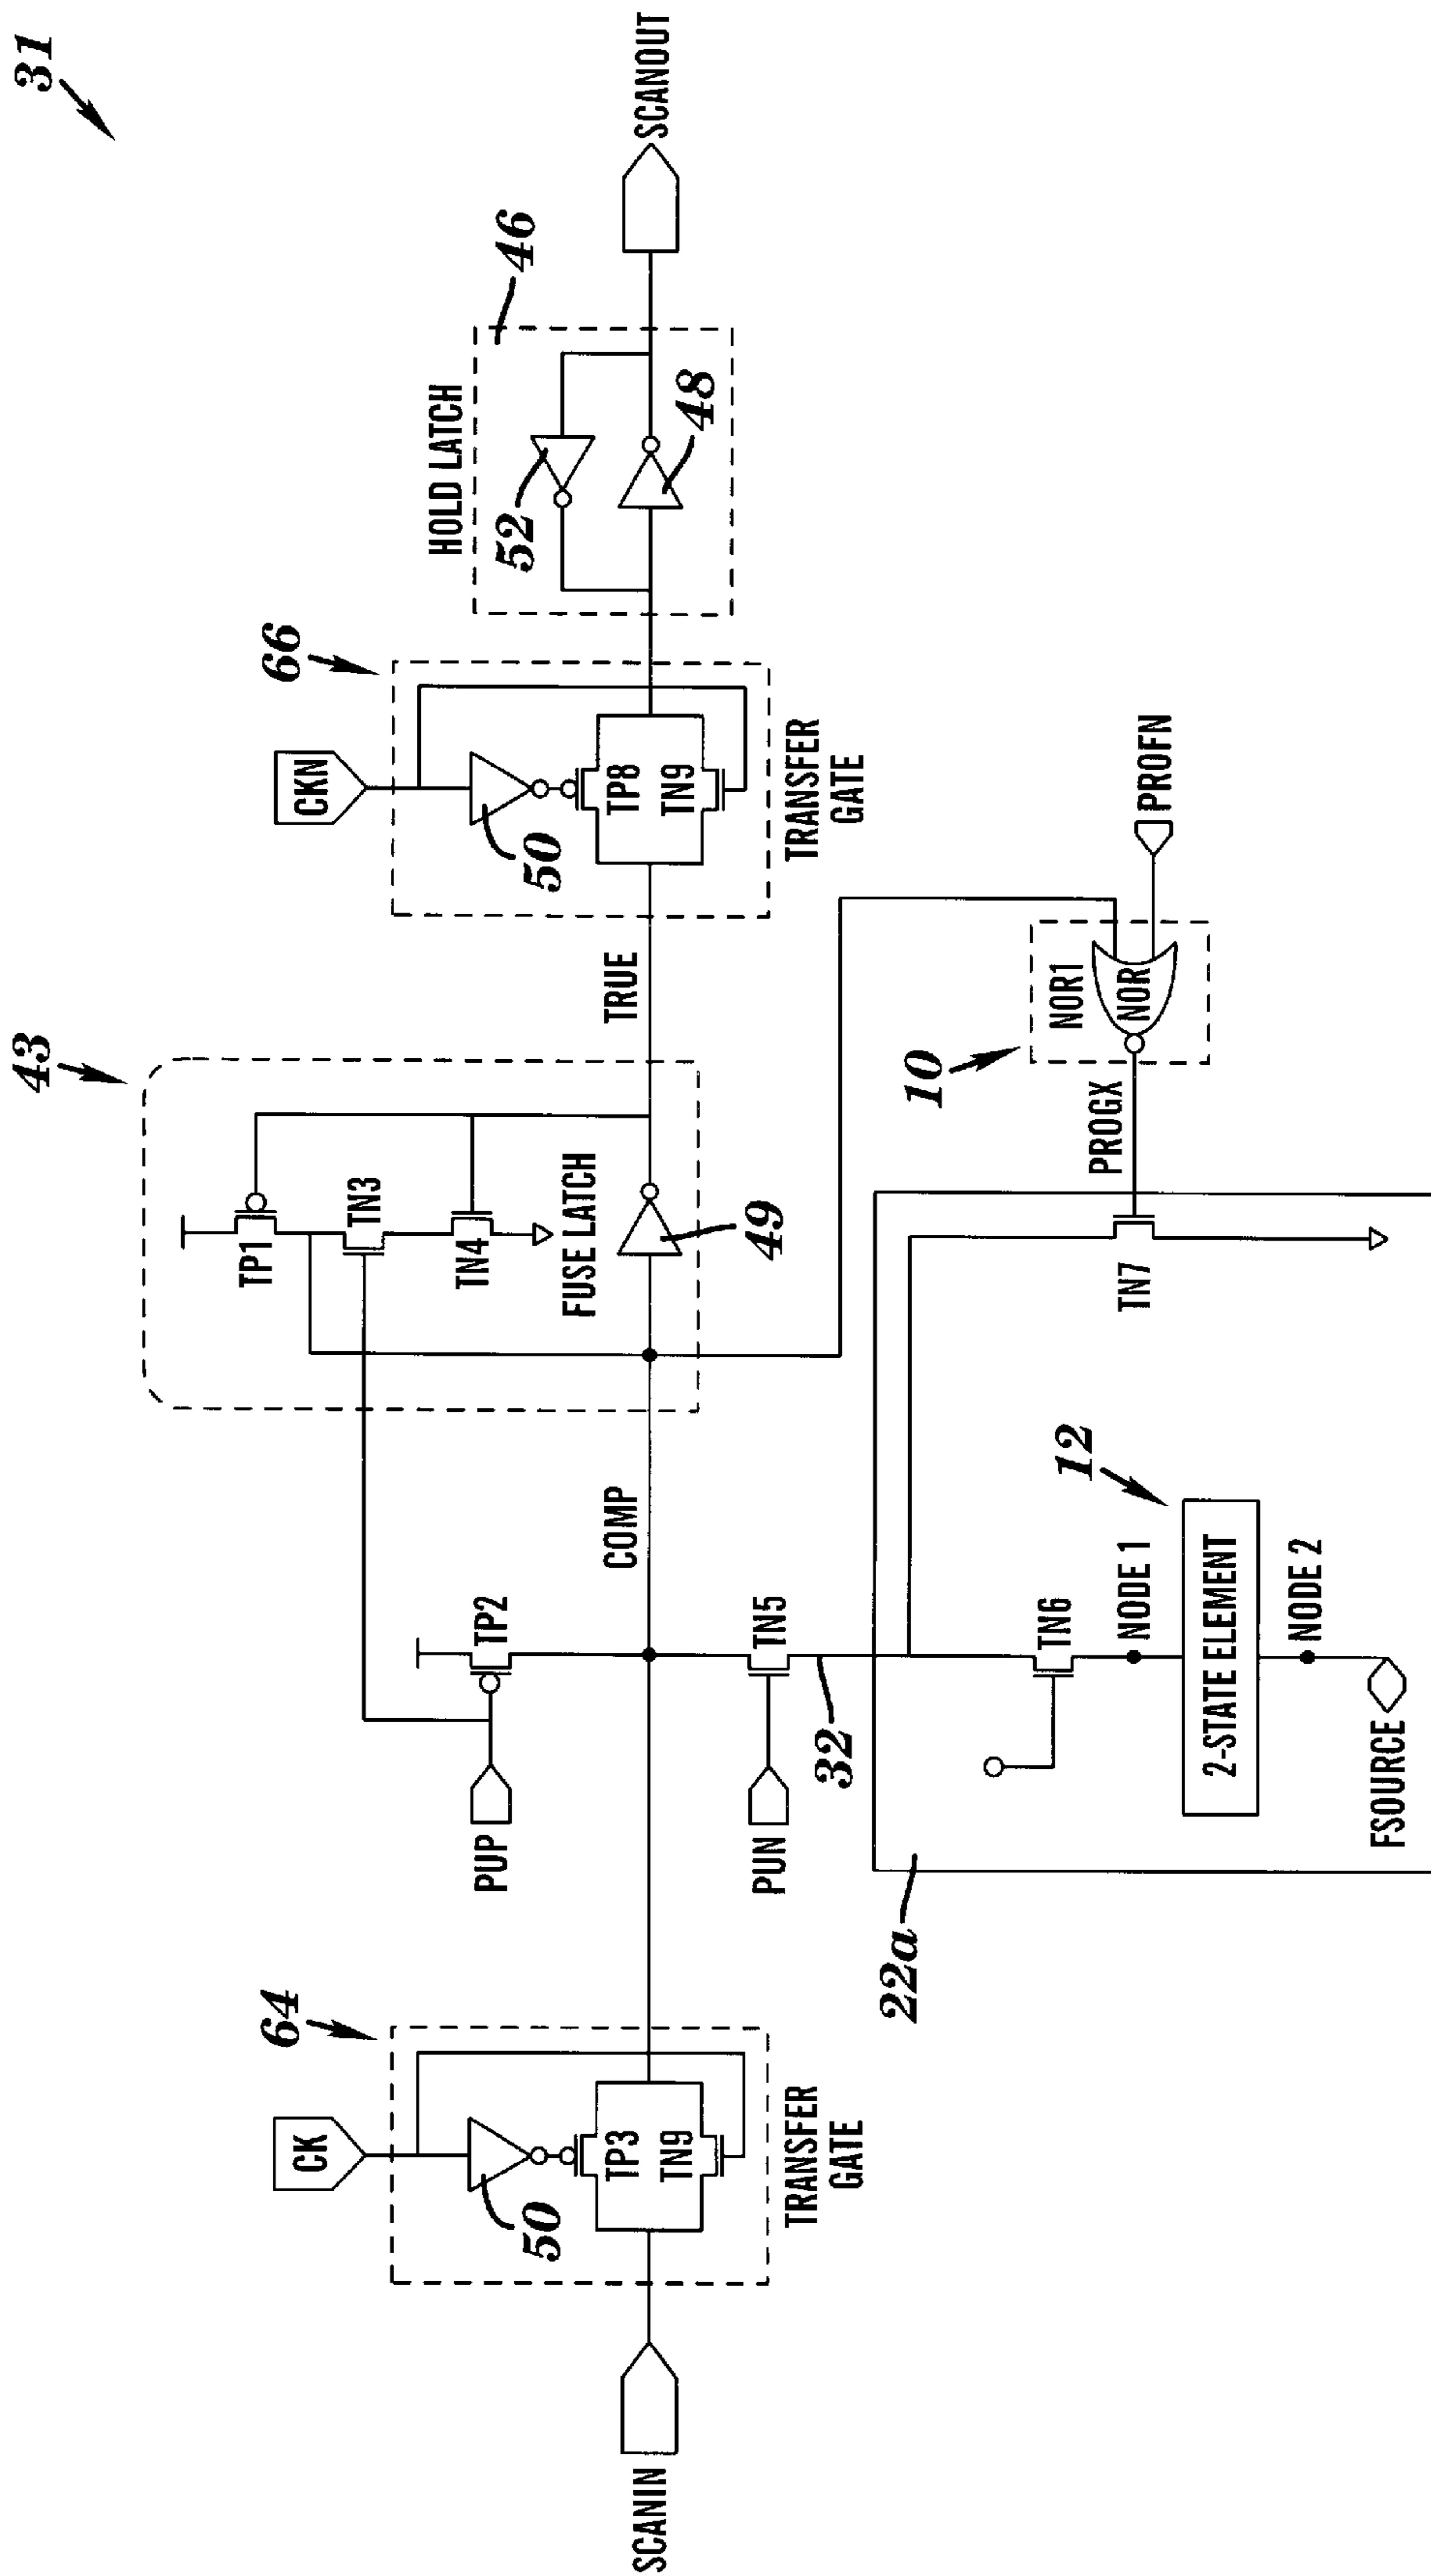 31
43
66
64
HOLD LATCH
46
CK
CKN
PUP
TP2
TP1
TN3
TN4
FUSE LATCH
50
50
52
48
TP3
TN9
TP8
TN9
SCANIN
COMP
TRUE
SCANOUT
49
TRANSFER
GATE
TRANSFER
GATE
PUN
TN5
32
22a
10
NOR1
NOR
PROFN
PROGX
TN6
TN7
12
NODE 1
2-STATE ELEMENT
NODE 2
FSOURCE